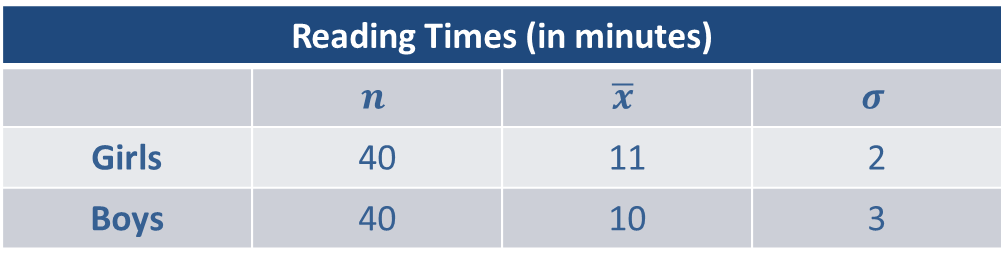 Reading Times (in minutes)
n x̅ σ
Girls 40 11 2
Boys 40 10 3